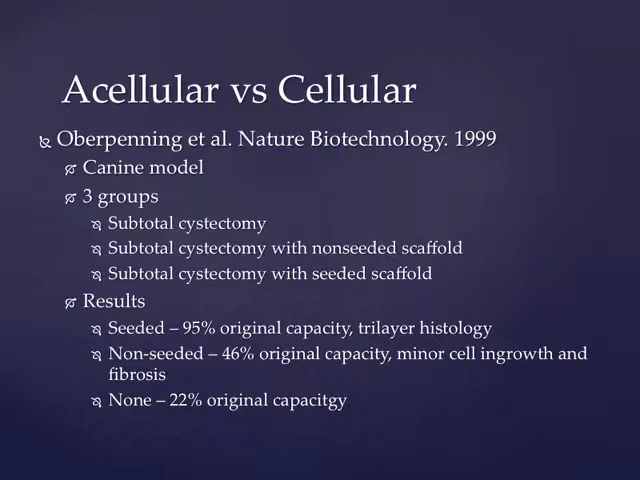 Acellular vs Cellular
Oberpenning et al. Nature Biotechnology. 1999
Canine model
3 groups
Subtotal cystectomy
Subtotal cystectomy with nonseeded scaffold
Subtotal cystectomy with seeded scaffold
Results
Seeded – 95% original capacity, trilayer histology
Non-seeded – 46% original capacity, minor cell ingrowth and
fibrosis
None – 22% original capacitgy